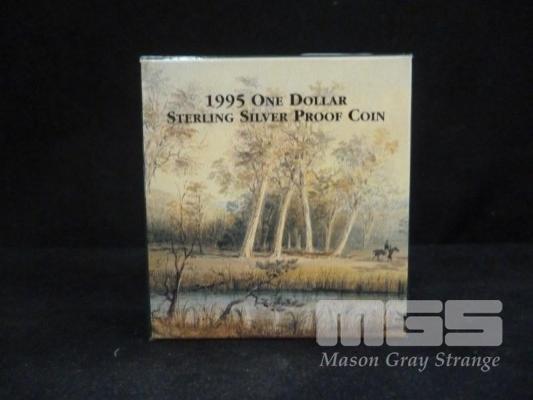 1995 One Dollar
Sterling Silver Proof Coin
MGS
Mason Gray Strange